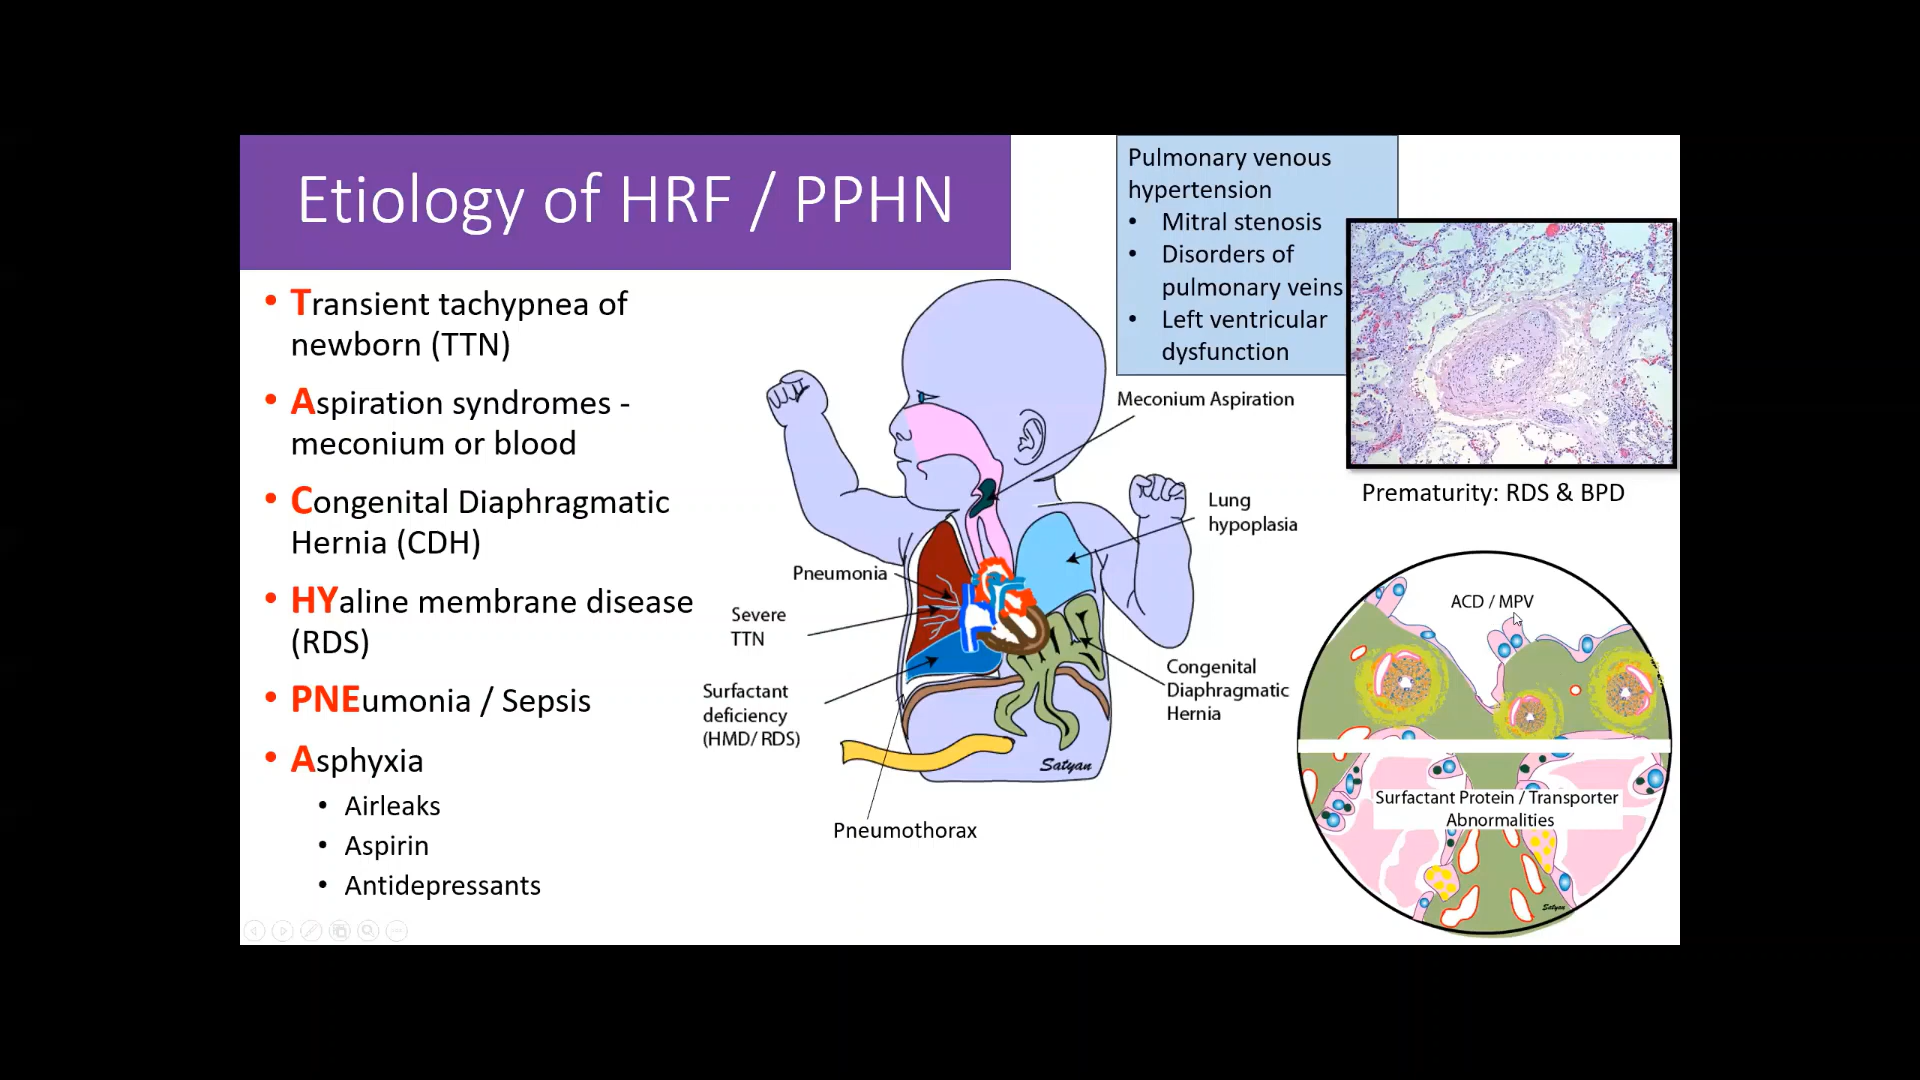 Etiology of HRF / PPHN
• Transient tachypnea of
newborn (TTN)
• Aspiration syndromes -
meconium or blood
• Congenital Diaphragmatic
Hernia (CDH)
• HYaline membrane disease
(RDS)
• PNEumonia / Sepsis
• Asphyxia
• Airleaks
• Aspirin
• Antidepressants
Pulmonary venous
hypertension
• Mitral stenosis
• Disorders of
pulmonary veins
• Left ventricular
dysfunction
Meconium Aspiration
Lung
hypoplasia
Pneumonia
Severe
TTN
Surfactant
deficiency
(HMD/ RDS)
Congenital
Diaphragmatic
Hernia
Satyan
Pneumothorax
Prematurity: RDS & BPD
ACD / MPV
Surfactant Protein / Transporter
Abnormalities
Satyan